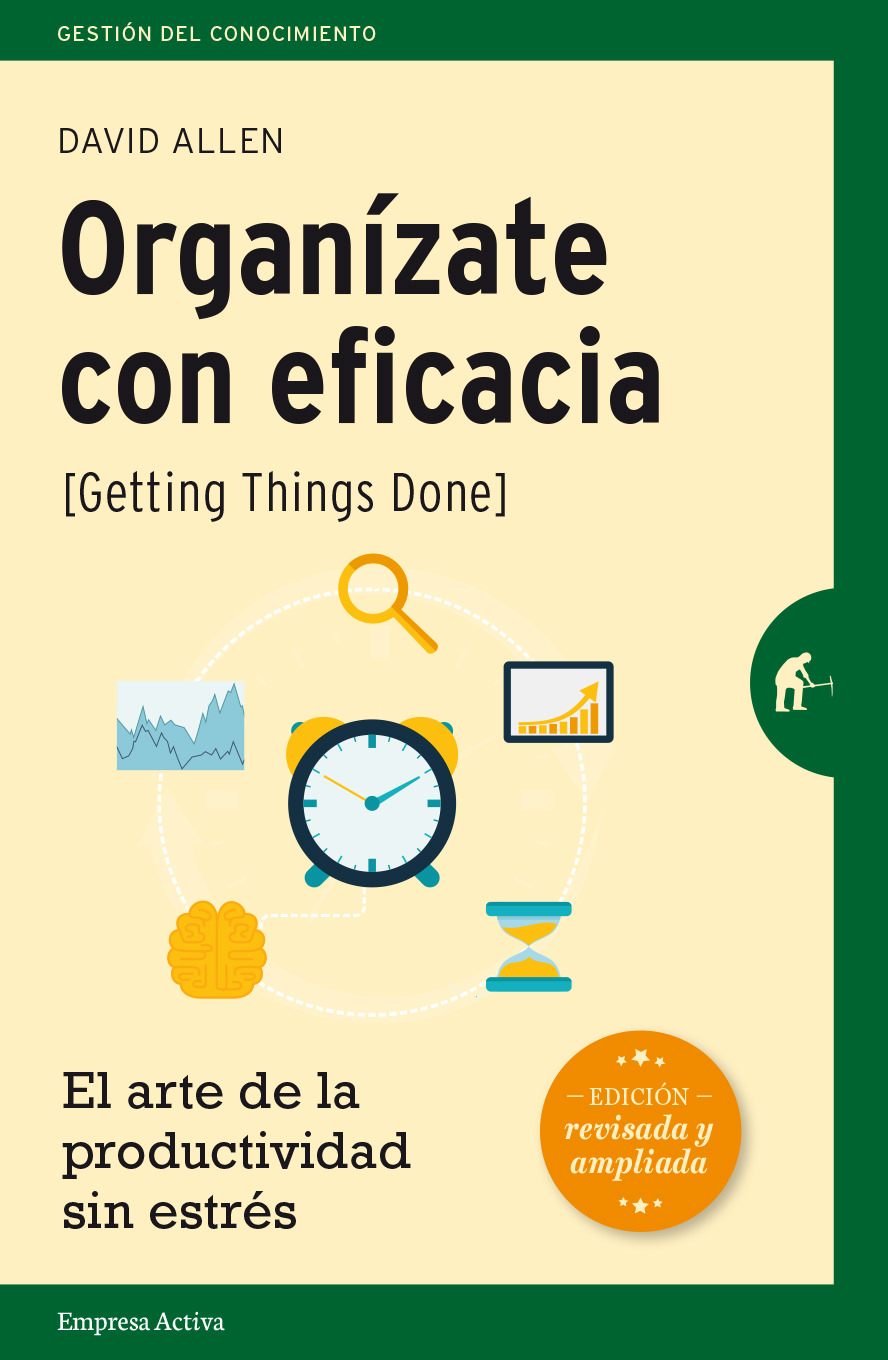 GESTIÓN DEL CONOCIMIENTO
DAVID ALLEN
Organízate
con eficacia
[Getting Things Done]
El arte de la
productividad
sin estrés
— EDICIÓN —
revisada y
ampliada
Empresa Activa